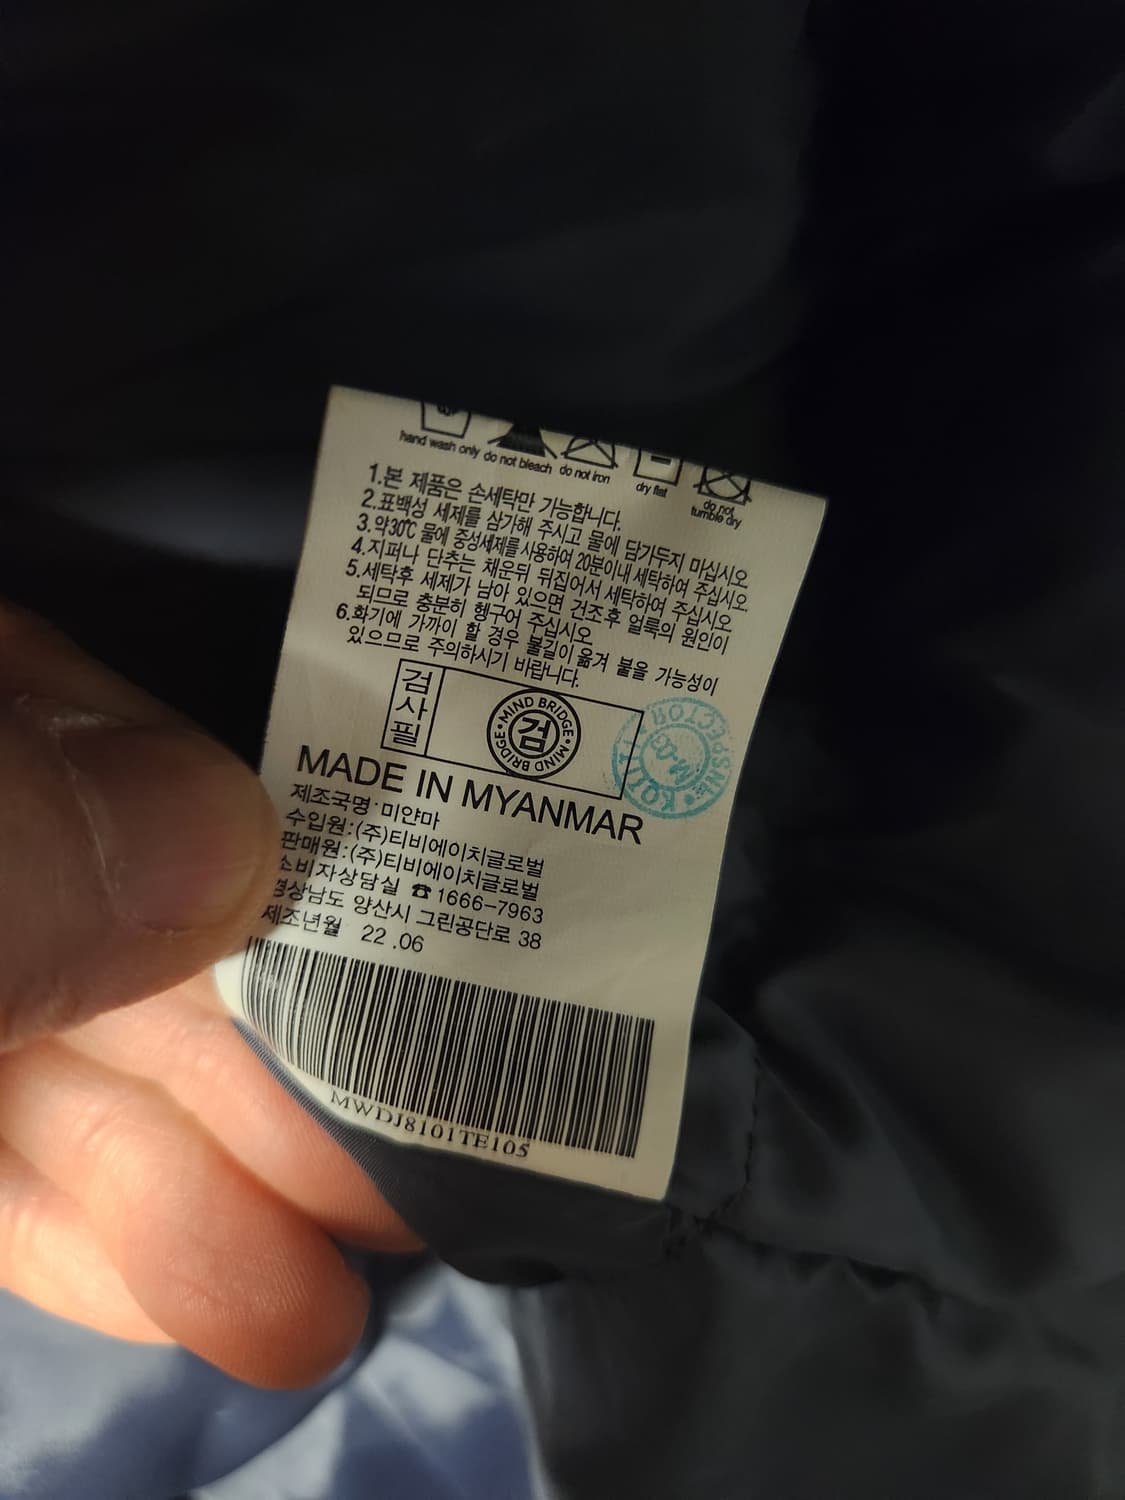 hand wash only do not bleach do not iron dry flat do not tumble dry
1.본 제품은 손세탁만 가능합니다.
2.표백성 세제를 삼가해 주시고 물에 담가두지 마십시오
3.약30℃ 물에 중성세제를 사용하여 20분이내 세탁하여 주십시오.
4.지퍼나 단추는 채운뒤 뒤집어서 세탁하여 주십시오
5.세탁후 세제가 남아 있으면 건조후 얼룩의 원인이
되므로 충분히 헹구어 주십시오
6.화기에 가까이 할 경우 불길이 옮겨 붙을 가능성이
있으므로 주의하시기 바랍니다.
검사필
MIND BRIDGE • MIND BRIDGE •
검
KOTITI • INSPECTOR
M-03
MADE IN MYANMAR
제조국명:미얀마
수입원:(주)티비에이치글로벌
판매원:(주)티비에이치글로벌
소비자상담실 ☎1666-7963
경상남도 양산시 그린공단로 38
제조년월 22.06
MWDJ8101TE105